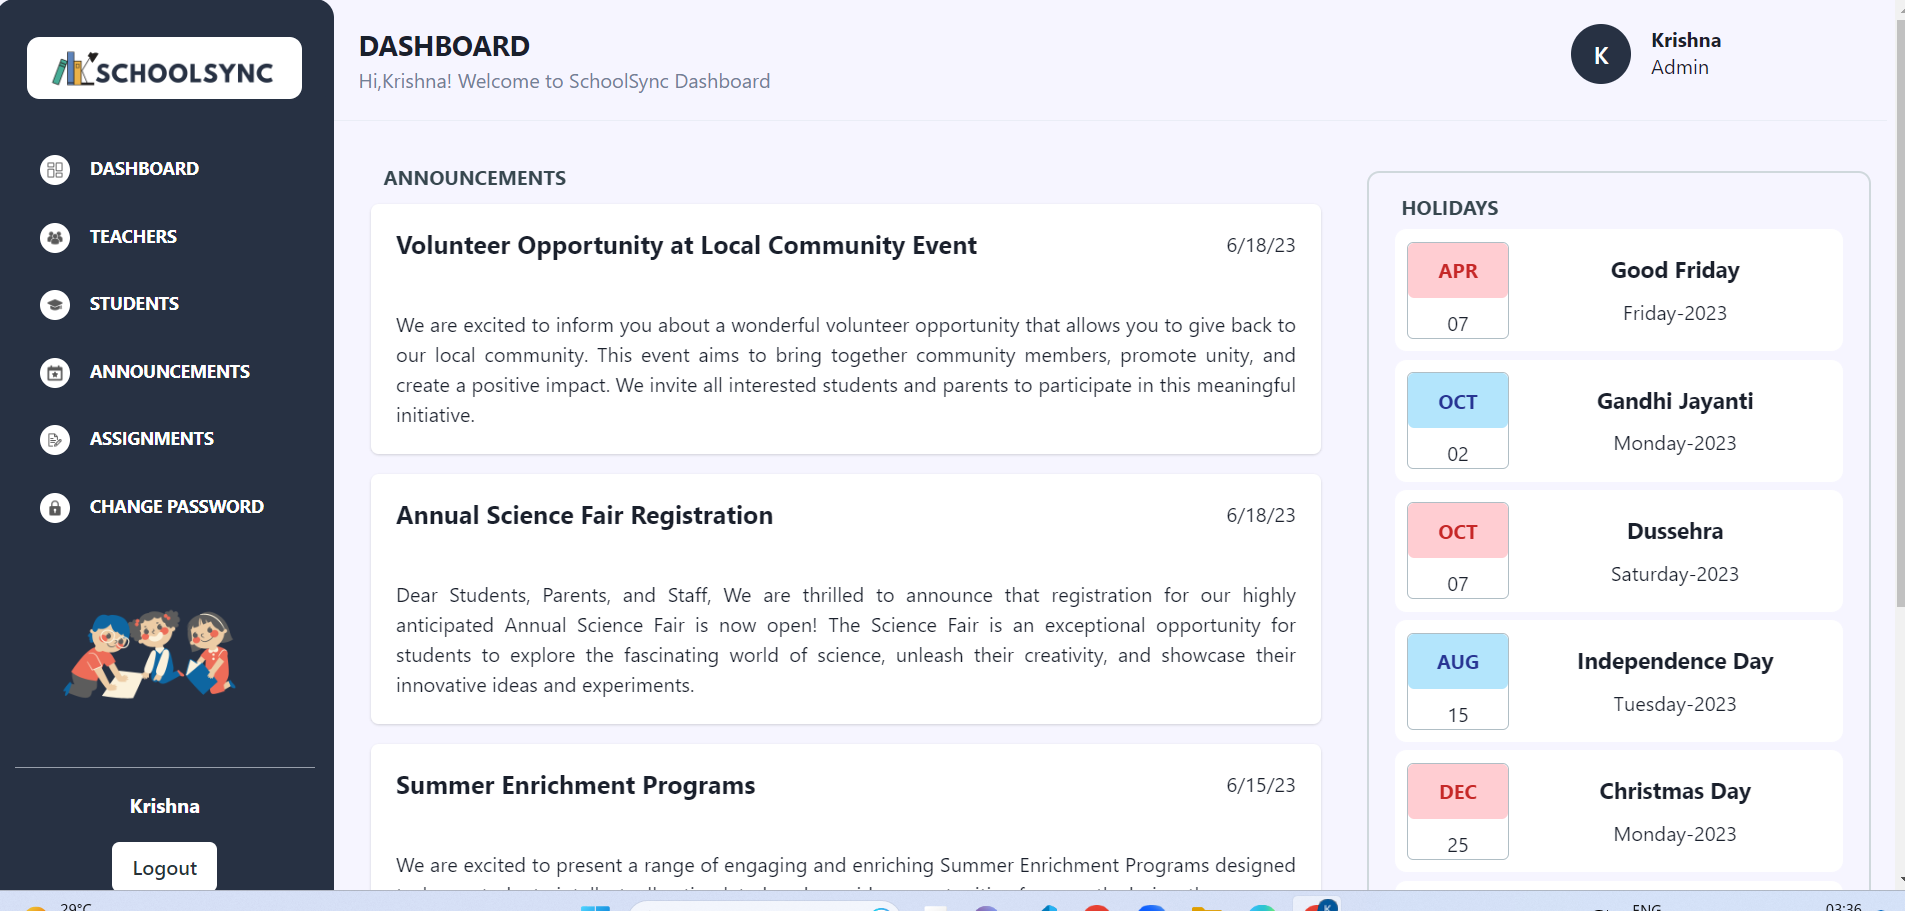 SCHOOLSYNC
DASHBOARD
TEACHERS
STUDENTS
ANNOUNCEMENTS
ASSIGNMENTS
CHANGE PASSWORD
Krishna
Logout
DASHBOARD
Hi,Krishna! Welcome to SchoolSync Dashboard
K
Krishna
Admin
ANNOUNCEMENTS
Volunteer Opportunity at Local Community Event 6/18/23
We are excited to inform you about a wonderful volunteer opportunity that allows you to give back to
our local community. This event aims to bring together community members, promote unity, and
create a positive impact. We invite all interested students and parents to participate in this meaningful
initiative.
Annual Science Fair Registration 6/18/23
Dear Students, Parents, and Staff, We are thrilled to announce that registration for our highly
anticipated Annual Science Fair is now open! The Science Fair is an exceptional opportunity for
students to explore the fascinating world of science, unleash their creativity, and showcase their
innovative ideas and experiments.
Summer Enrichment Programs 6/15/23
We are excited to present a range of engaging and enriching Summer Enrichment Programs designed
HOLIDAYS
APR
07
Good Friday
Friday-2023
OCT
02
Gandhi Jayanti
Monday-2023
OCT
07
Dussehra
Saturday-2023
AUG
15
Independence Day
Tuesday-2023
DEC
25
Christmas Day
Monday-2023
29°C
K
ENG
03:36